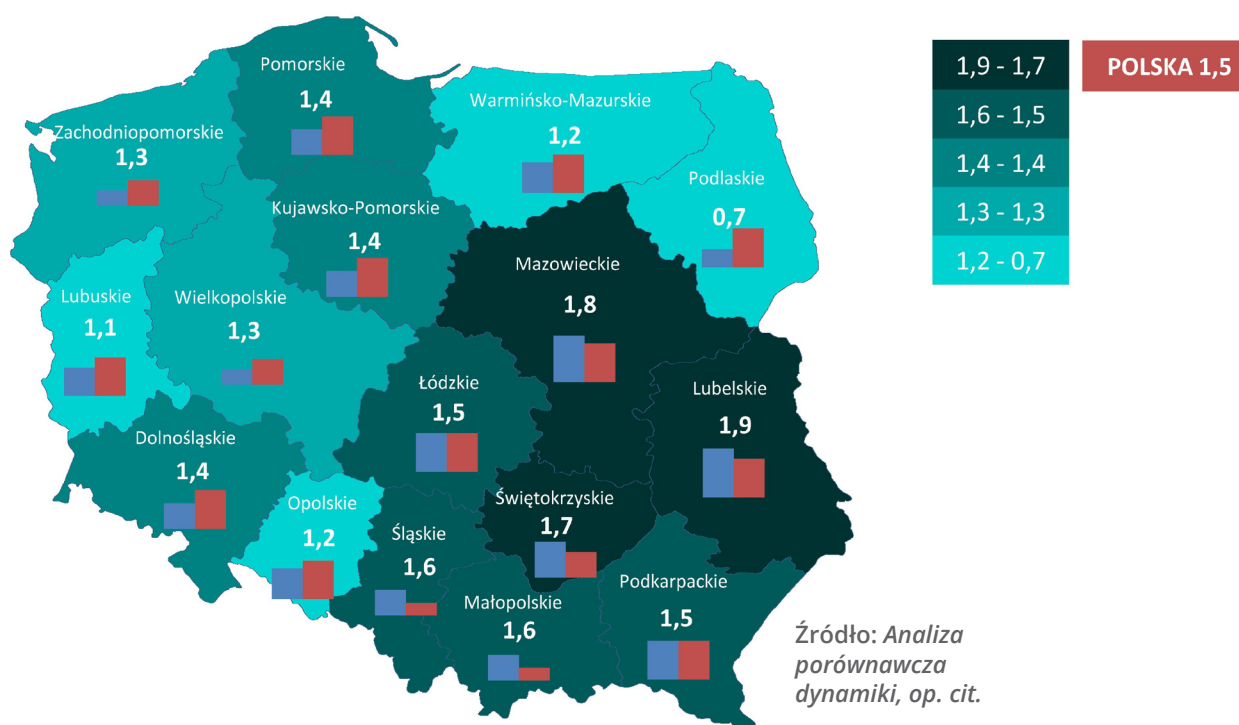 Pomorskie
1,4
Zachodniopomorskie
1,3
Warmińsko-Mazurskie
1,2
Podlaskie
0,7
Kujawsko-Pomorskie
1,4
Mazowieckie
1,8
Lubuskie
1,1
Wielkopolskie
1,3
Łódzkie
1,5
Lubelskie
1,9
Dolnośląskie
1,4
Opolskie
1,2
Śląskie
1,6
Świętokrzyskie
1,7
Małopolskie
1,6
Podkarpackie
1,5
1,9 - 1,7
1,6 - 1,5
1,4 - 1,4
1,3 - 1,3
1,2 - 0,7
POLSKA 1,5
Źródło: Analiza
porównawcza
dynamiki, op. cit.